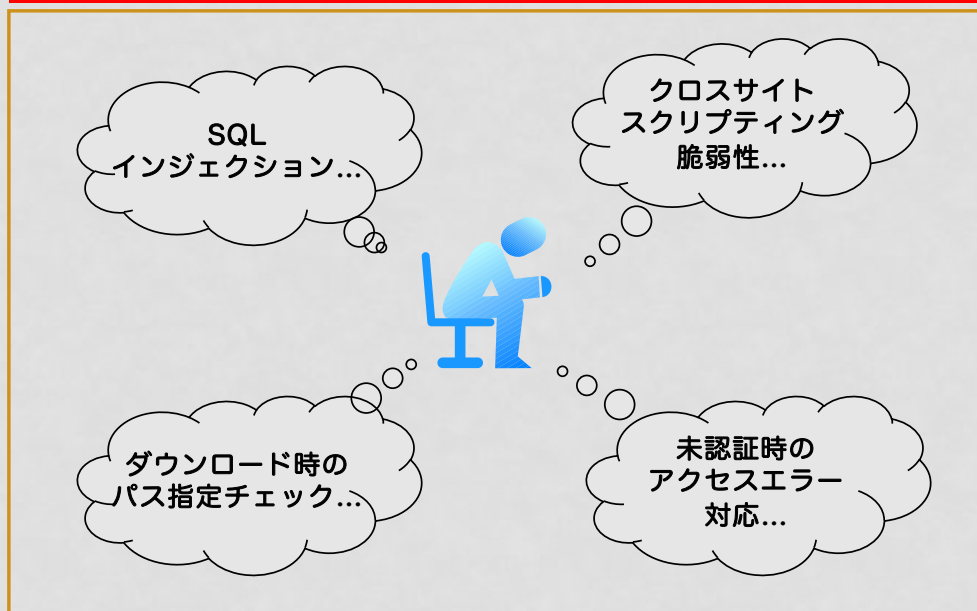 SQL
インジェクション...
クロスサイト
スクリプティング
脆弱性...
ダウンロード時の
パス指定チェック...
未認証時の
アクセスエラー
対応...